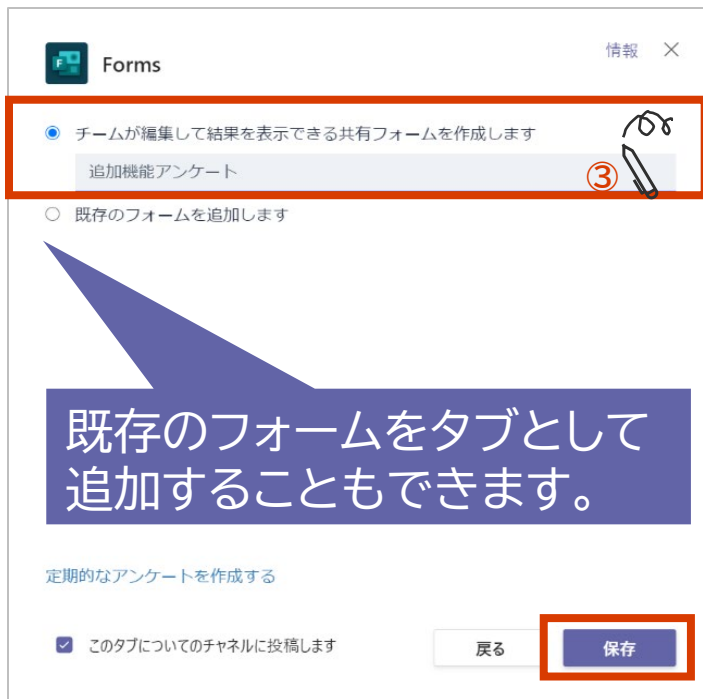 Forms
情報
チームが編集して結果を表示できる共有フォームを作成します
追加機能アンケート
③
既存のフォームを追加します
既存のフォームをタブとして
追加することもできます。
定期的なアンケートを作成する
このタブについてのチャネルに投稿します
戻る
保存